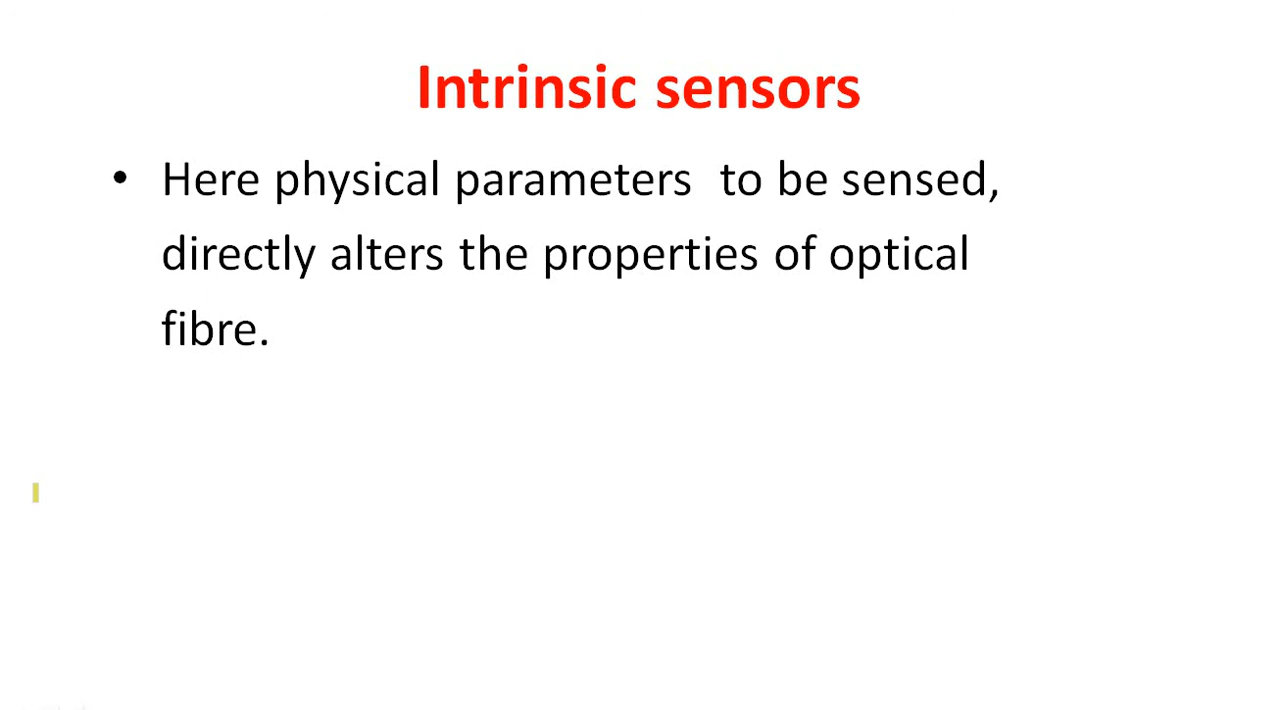 Intrinsic sensors
• Here physical parameters  to be sensed,
directly alters the properties of optical
fibre.